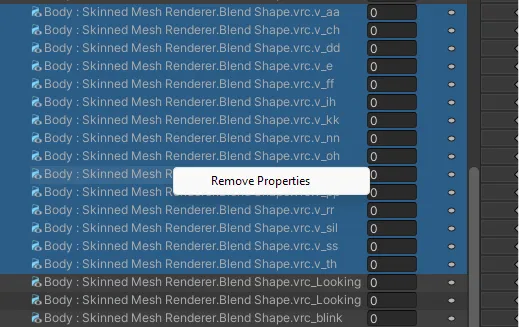 Body : Skinned Mesh Renderer.Blend Shape.vrc.v_aa 0
Body : Skinned Mesh Renderer.Blend Shape.vrc.v_ch 0
Body : Skinned Mesh Renderer.Blend Shape.vrc.v_dd 0
Body : Skinned Mesh Renderer.Blend Shape.vrc.v_e 0
Body : Skinned Mesh Renderer.Blend Shape.vrc.v_ff 0
Body : Skinned Mesh Renderer.Blend Shape.vrc.v_ih 0
Body : Skinned Mesh Renderer.Blend Shape.vrc.v_kk 0
Body : Skinned Mesh Renderer.Blend Shape.vrc.v_nn 0
Body : Skinned Mesh Renderer.Blend Shape.vrc.v_oh 0
Body : Skinned Mesh 0
Remove Properties
Body : Skinned Mesh 0
Body : Skinned Mesh Renderer.Blend Shape.vrc.v_rr 0
Body : Skinned Mesh Renderer.Blend Shape.vrc.v_sil 0
Body : Skinned Mesh Renderer.Blend Shape.vrc.v_ss 0
Body : Skinned Mesh Renderer.Blend Shape.vrc.v_th 0
Body : Skinned Mesh Renderer.Blend Shape.vrc_Looking 0
Body : Skinned Mesh Renderer.Blend Shape.vrc_Looking 0
Body : Skinned Mesh Renderer.Blend Shape.vrc_blink 0